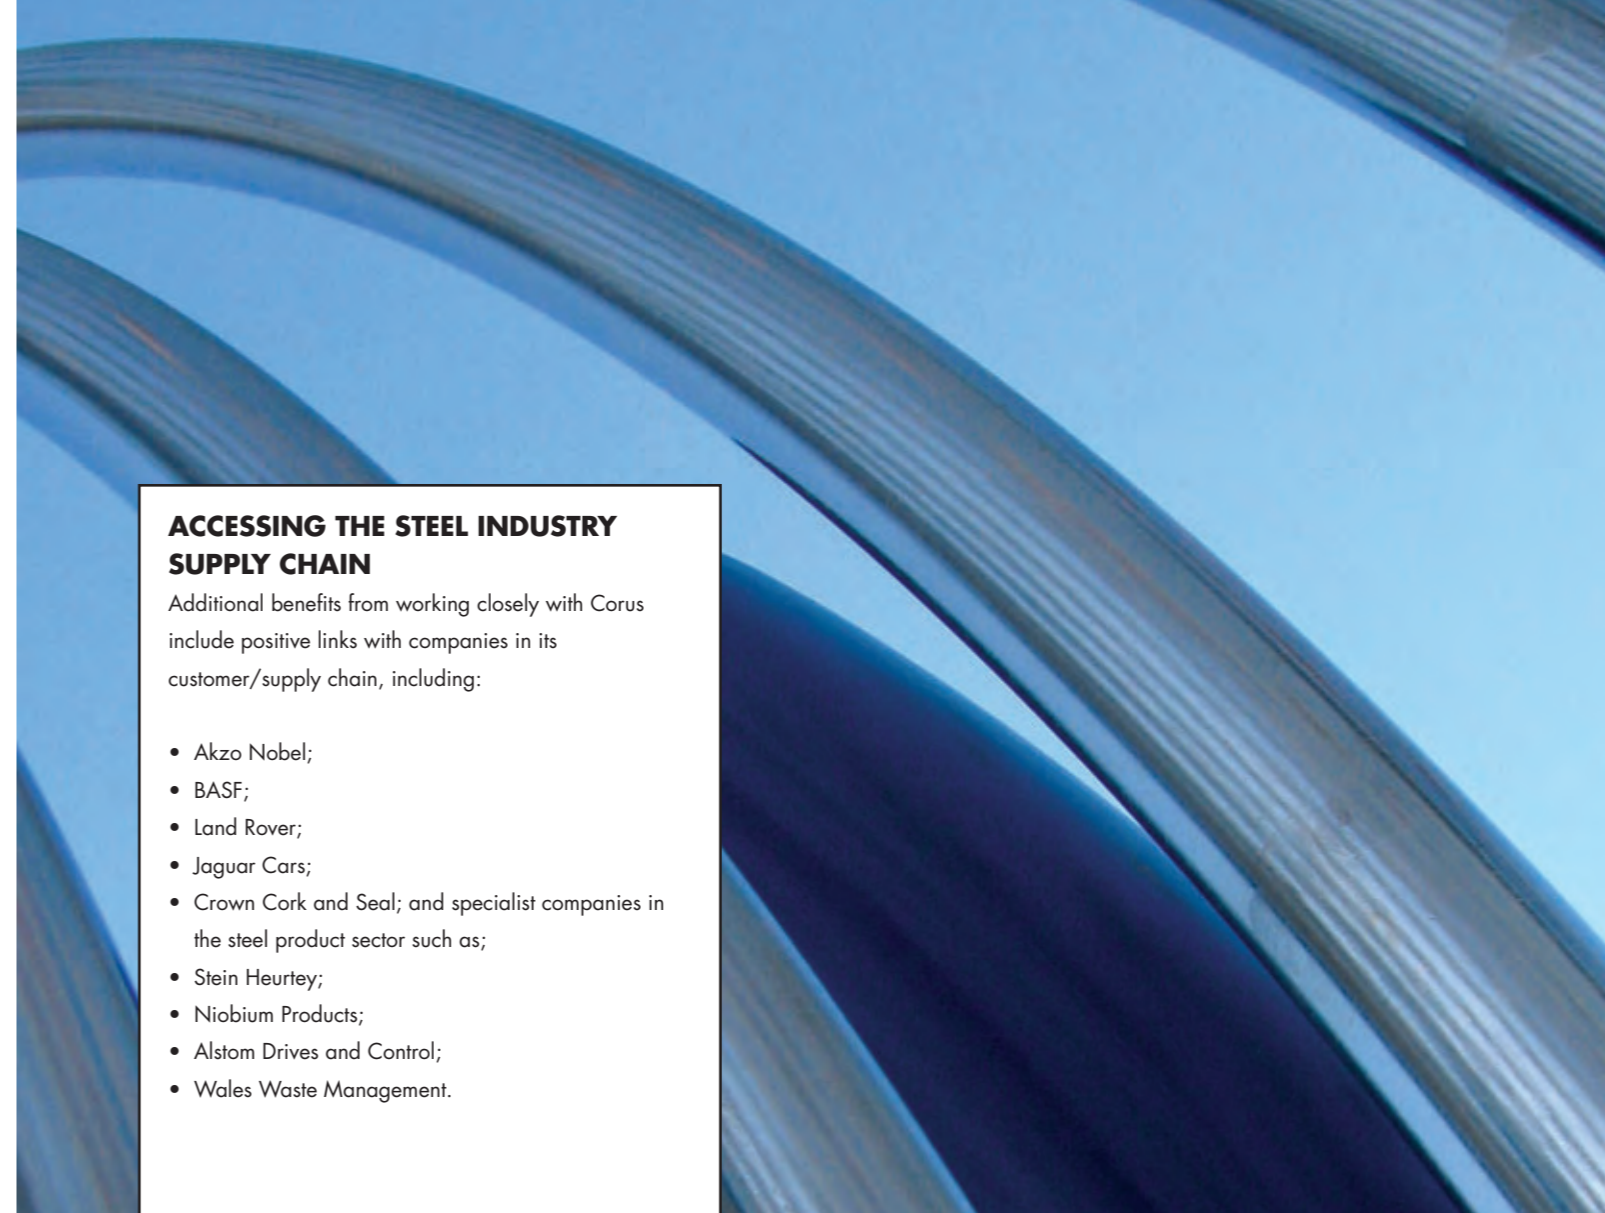 ACCESSING THE STEEL INDUSTRY
SUPPLY CHAIN
Additional benefits from working closely with Corus
include positive links with companies in its
customer/supply chain, including:
• Akzo Nobel;
• BASF;
• Land Rover;
• Jaguar Cars;
• Crown Cork and Seal; and specialist companies in
the steel product sector such as;
• Stein Heurtey;
• Niobium Products;
• Alstom Drives and Control;
• Wales Waste Management.